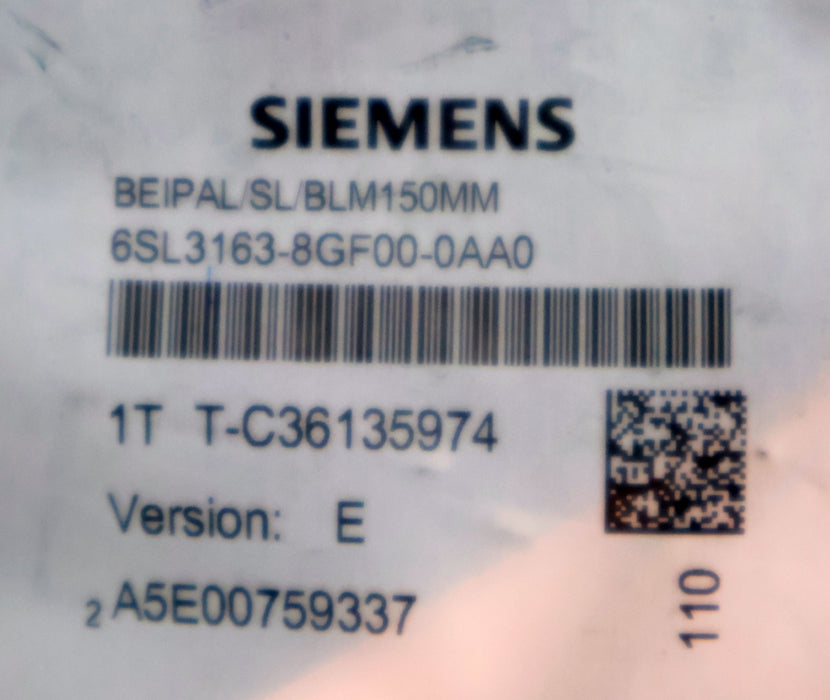 SIEMENS
BEIPAL/SL/BLM150MM
6SL3163-8GF00-0AA0
1T T-C36135974
Version: E
2 A5E00759337
110